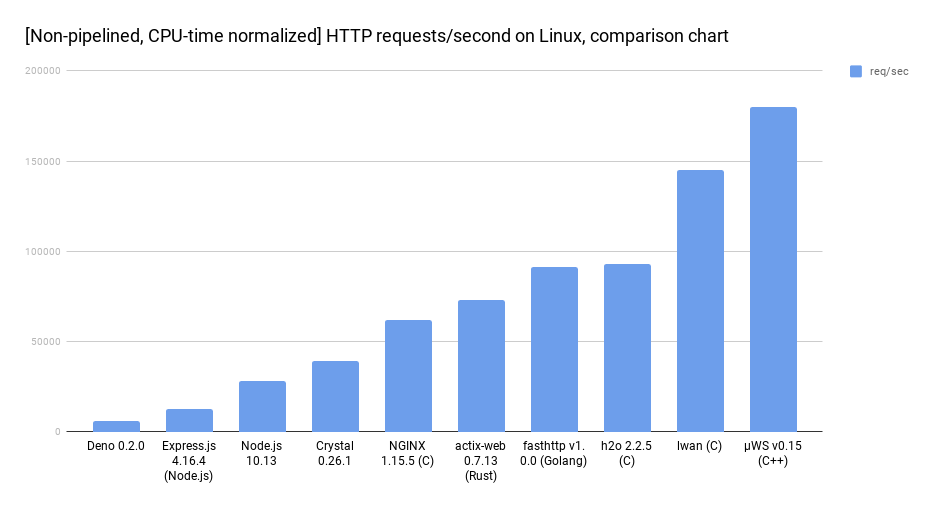 [Non-pipelined, CPU-time normalized] HTTP requests/second on Linux, comparison chart
200000
req/sec
150000
100000
50000
0
Deno 0.2.0
Express.js
4.16.4
(Node.js)
Node.js
10.13
Crystal
0.26.1
NGINX
1.15.5 (C)
actix-web
0.7.13
(Rust)
fasthttp v1.
0.0 (Golang)
h2o 2.2.5
(C)
lwan (C)
µWS v0.15
(C++)